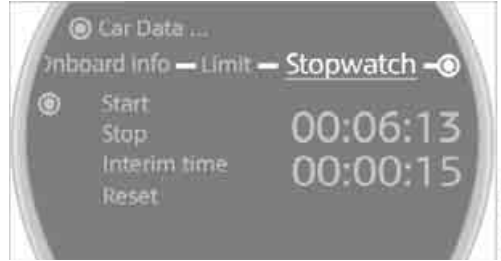 Car Data ...
Onboard info Limit Stopwatch
Start
Stop 00:06:13
Interim time 00:00:15
Reset